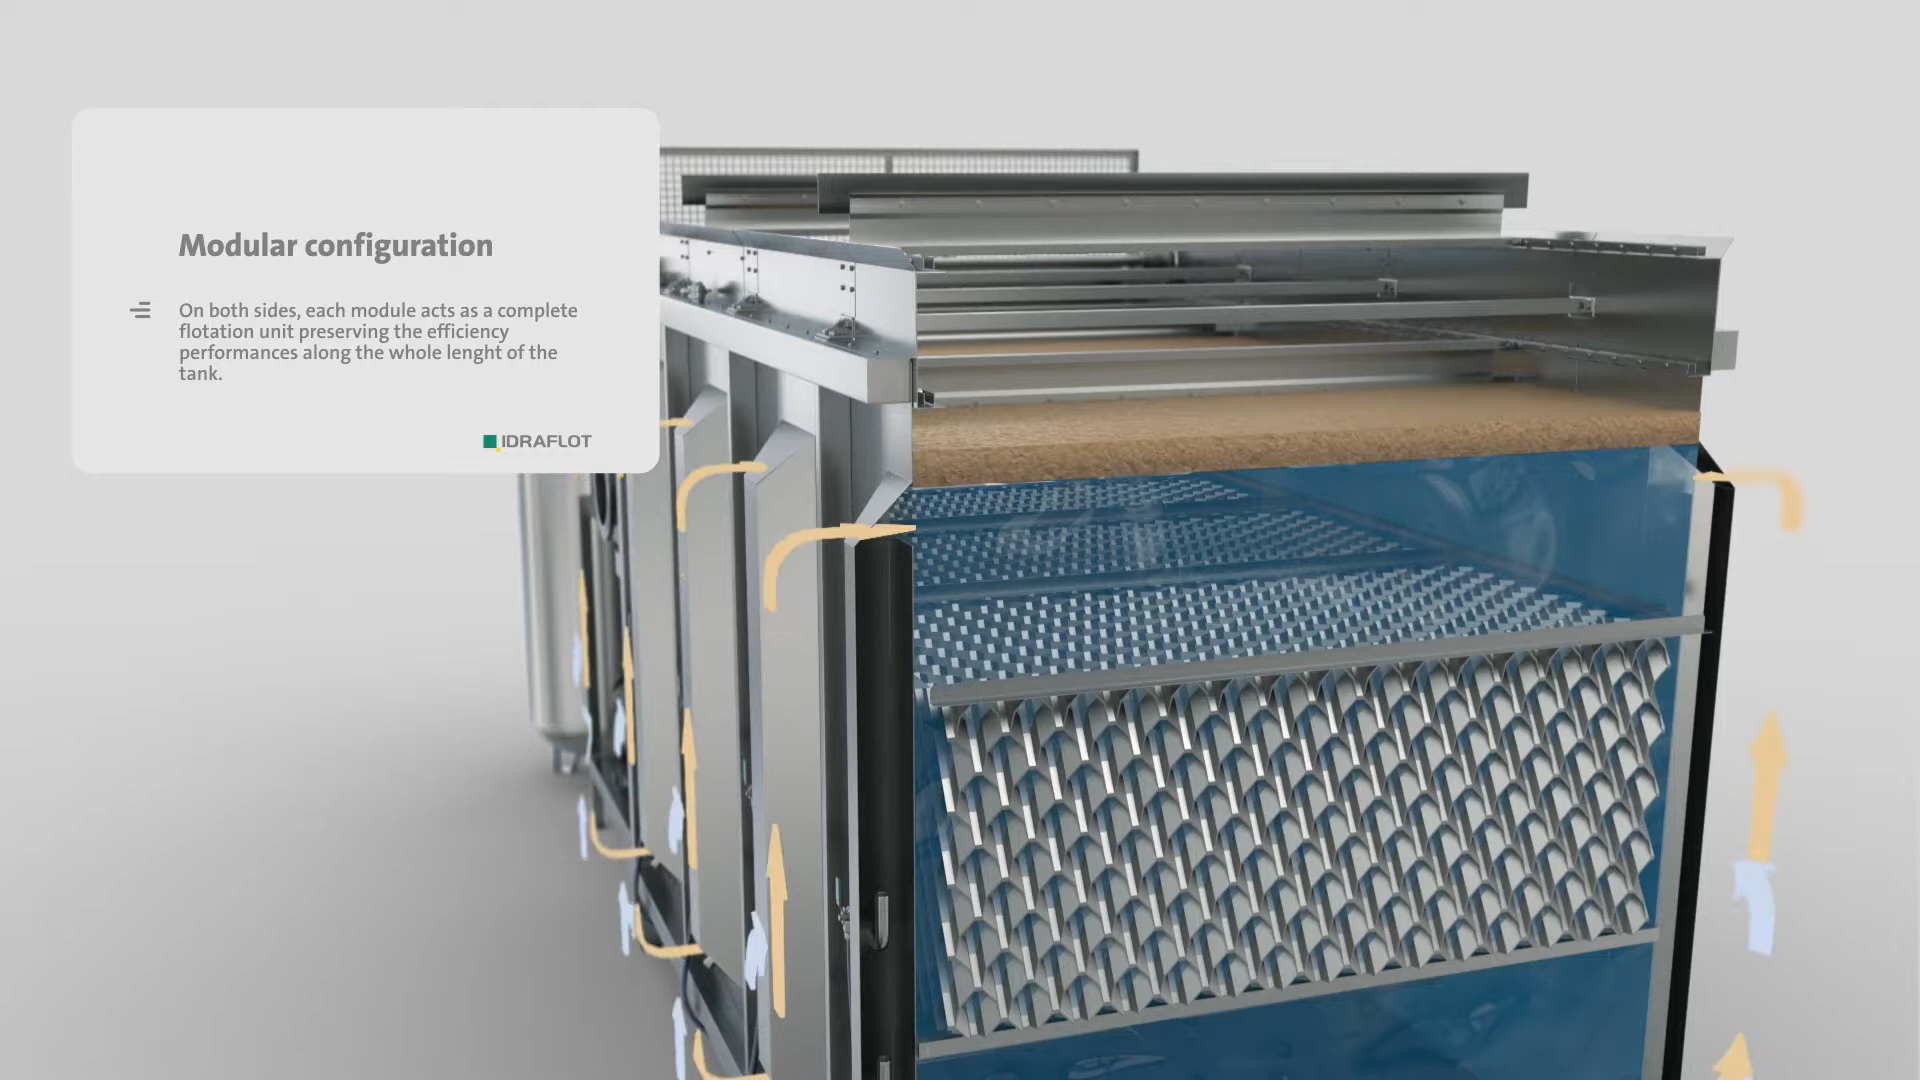 Modular configuration
On both sides, each module acts as a complete
flotation unit preserving the efficiency
performances along the whole lenght of the
tank.
IDRAFLOT